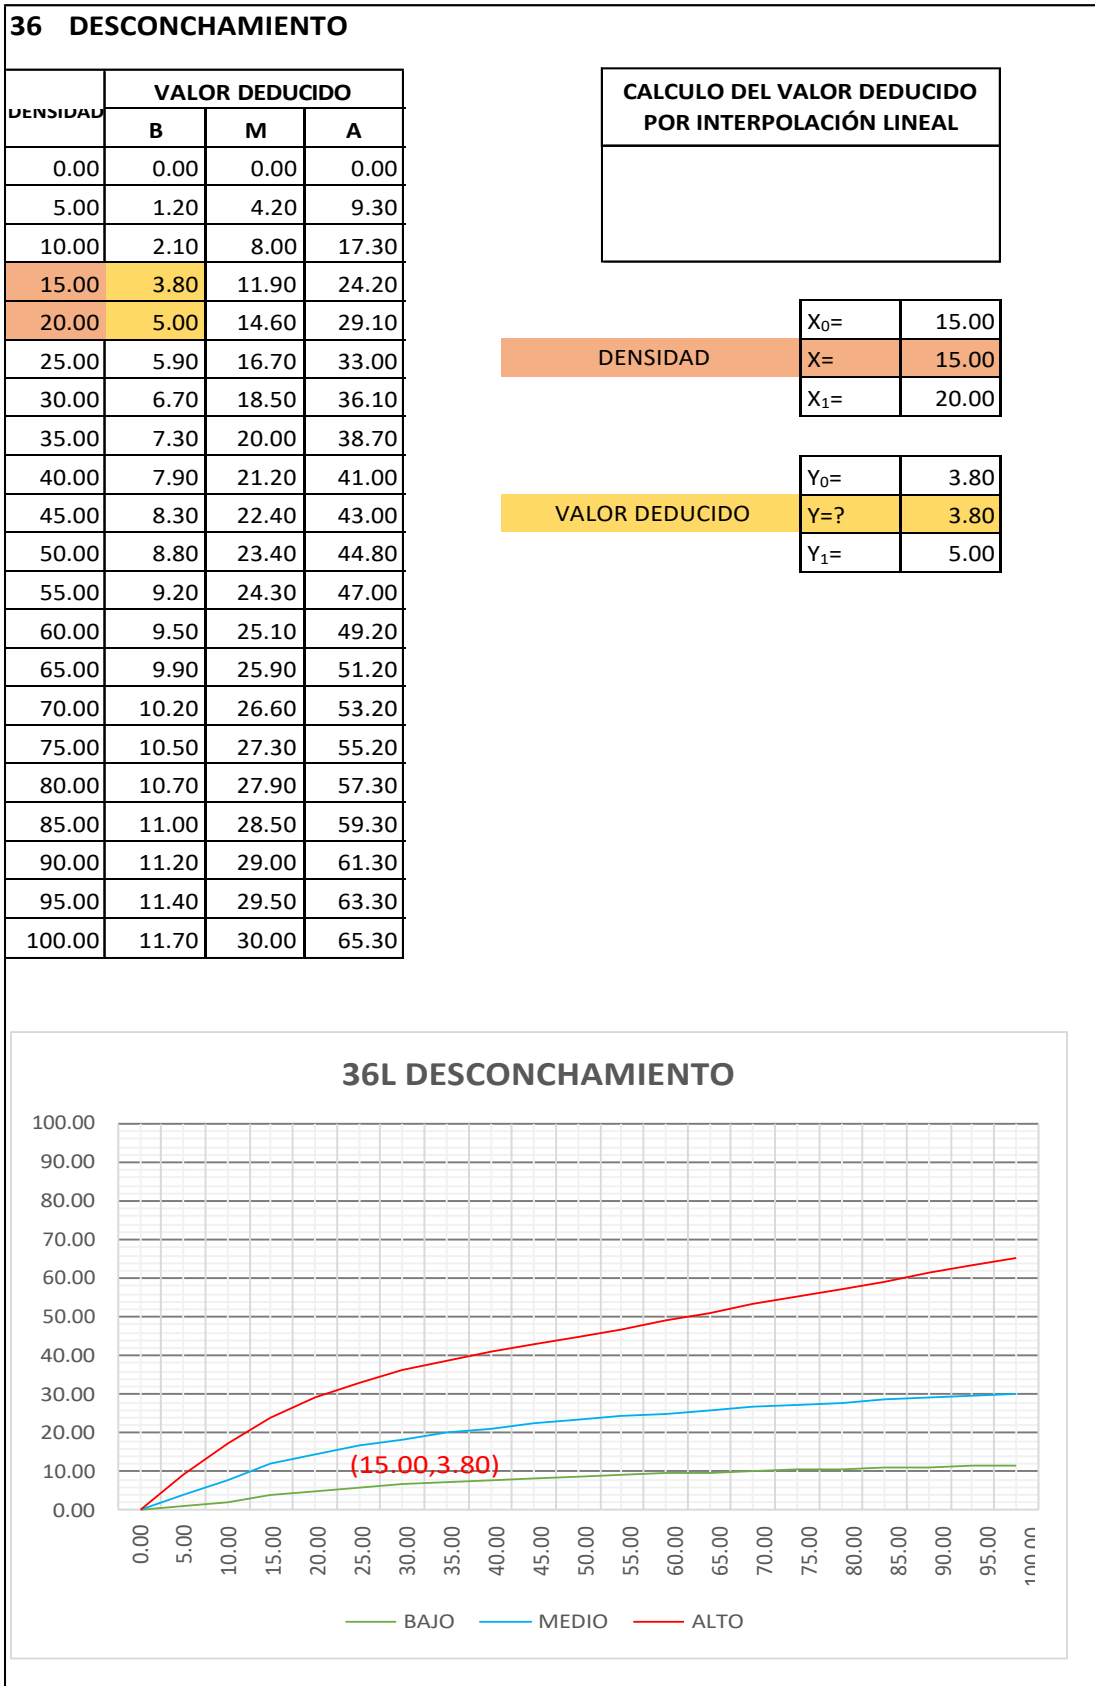 36 DESCONCHAMIENTO
DENSIDAD VALOR DEDUCIDO
B M A
0.00 0.00 0.00 0.00
5.00 1.20 4.20 9.30
10.00 2.10 8.00 17.30
15.00 3.80 11.90 24.20
20.00 5.00 14.60 29.10
25.00 5.90 16.70 33.00
30.00 6.70 18.50 36.10
35.00 7.30 20.00 38.70
40.00 7.90 21.20 41.00
45.00 8.30 22.40 43.00
50.00 8.80 23.40 44.80
55.00 9.20 24.30 47.00
60.00 9.50 25.10 49.20
65.00 9.90 25.90 51.20
70.00 10.20 26.60 53.20
75.00 10.50 27.30 55.20
80.00 10.70 27.90 57.30
85.00 11.00 28.50 59.30
90.00 11.20 29.00 61.30
95.00 11.40 29.50 63.30
100.00 11.70 30.00 65.30
CALCULO DEL VALOR DEDUCIDO
POR INTERPOLACIÓN LINEAL
X₀= 15.00
DENSIDAD X= 15.00
X₁= 20.00
Y₀= 3.80
VALOR DEDUCIDO Y=? 3.80
Y₁= 5.00
36L DESCONCHAMIENTO
100.00
90.00
80.00
70.00
60.00
50.00
40.00
30.00
20.00
10.00
0.00
(15.00,3.80)
0.00 5.00 10.00 15.00 20.00 25.00 30.00 35.00 40.00 45.00 50.00 55.00 60.00 65.00 70.00 75.00 80.00 85.00 90.00 95.00 100.00
BAJO MEDIO ALTO